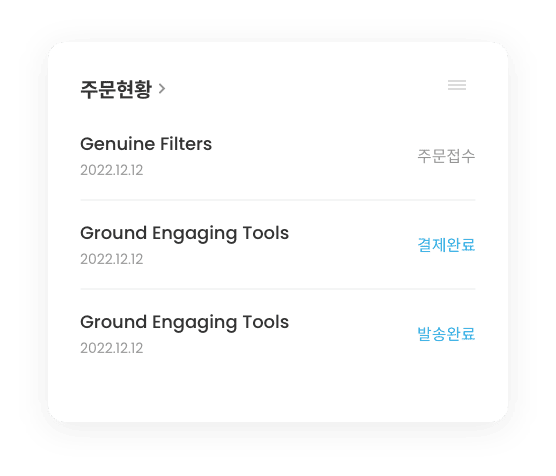 주문현황
Genuine Filters
2022.12.12
주문접수
Ground Engaging Tools
2022.12.12
결제완료
Ground Engaging Tools
2022.12.12
발송완료